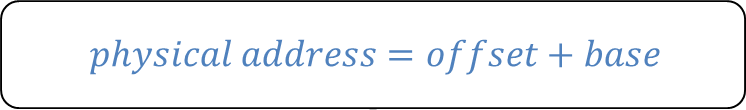 physical address = offset + base